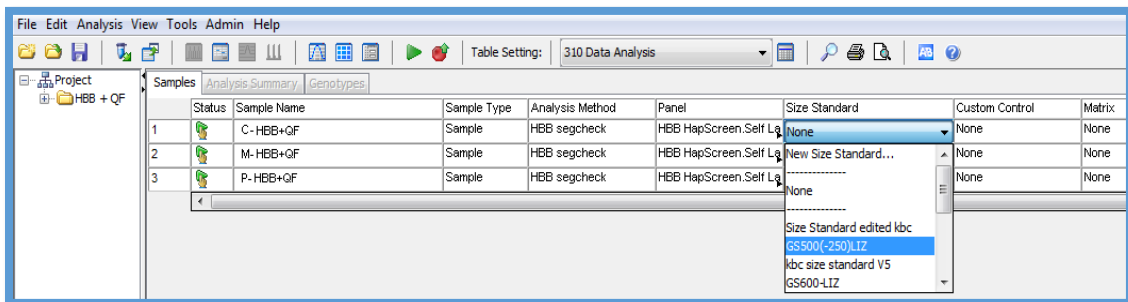 File Edit Analysis View Tools Admin Help
Table Setting: 310 Data Analysis
AB
Project
HBB + QF
Samples Analysis Summary Genotypes
Status Sample Name Sample Type Analysis Method Panel Size Standard Custom Control Matrix
1 C-HBB+QF Sample HBB segcheck HBB HapScreen.Self La None None None
2 M-HBB+QF Sample HBB segcheck HBB HapScreen.Self La New Size Standard... None None
--------------
3 P-HBB+QF Sample HBB segcheck HBB HapScreen.Self La None None None
--------------
Size Standard edited kbc
GS500(-250)LIZ
kbc size standard V5
GS600-LIZ